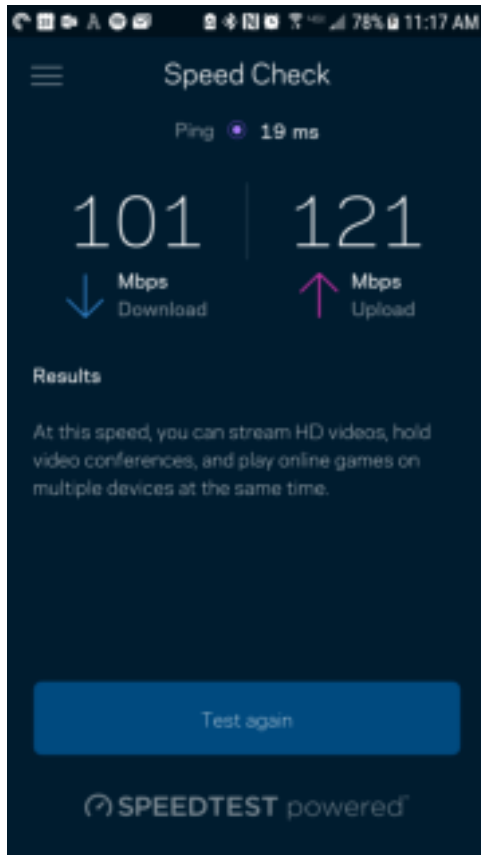 78% 11:17 AM
Speed Check
Ping 19 ms
101 121
Mbps Mbps
Download Upload
Results
At this speed, you can stream HD videos, hold
video conferences, and play online games on
multiple devices at the same time.
Test again
SPEEDTEST powered™